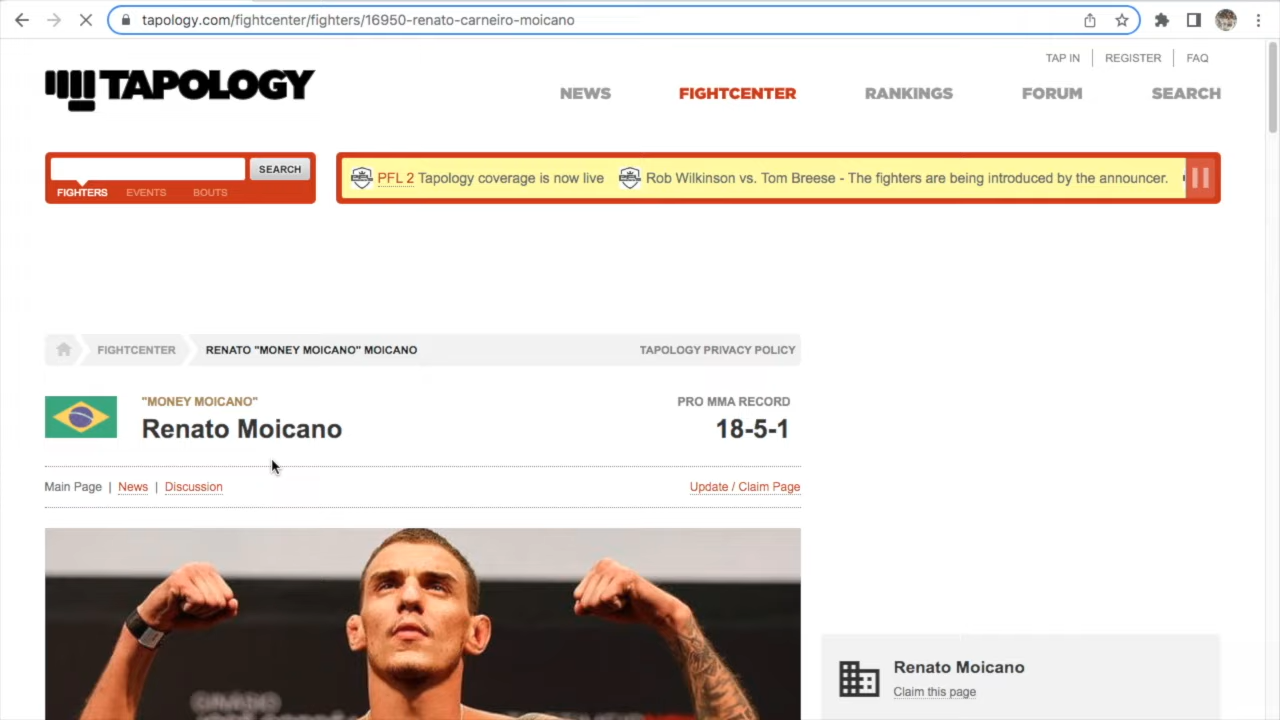 tapology.com/fightcenter/fighters/16950-renato-carneiro-moicano
TAP IN REGISTER FAQ
TAPOLOGY
NEWS FIGHTCENTER RANKINGS FORUM SEARCH
SEARCH
FIGHTERS EVENTS BOUTS
PFL 2 Tapology coverage is now live Rob Wilkinson vs. Tom Breese - The fighters are being introduced by the announcer.
FIGHTCENTER RENATO "MONEY MOICANO" MOICANO TAPOLOGY PRIVACY POLICY
"MONEY MOICANO" PRO MMA RECORD
Renato Moicano 18-5-1
Main Page | News | Discussion Update / Claim Page
Renato Moicano
Claim this page